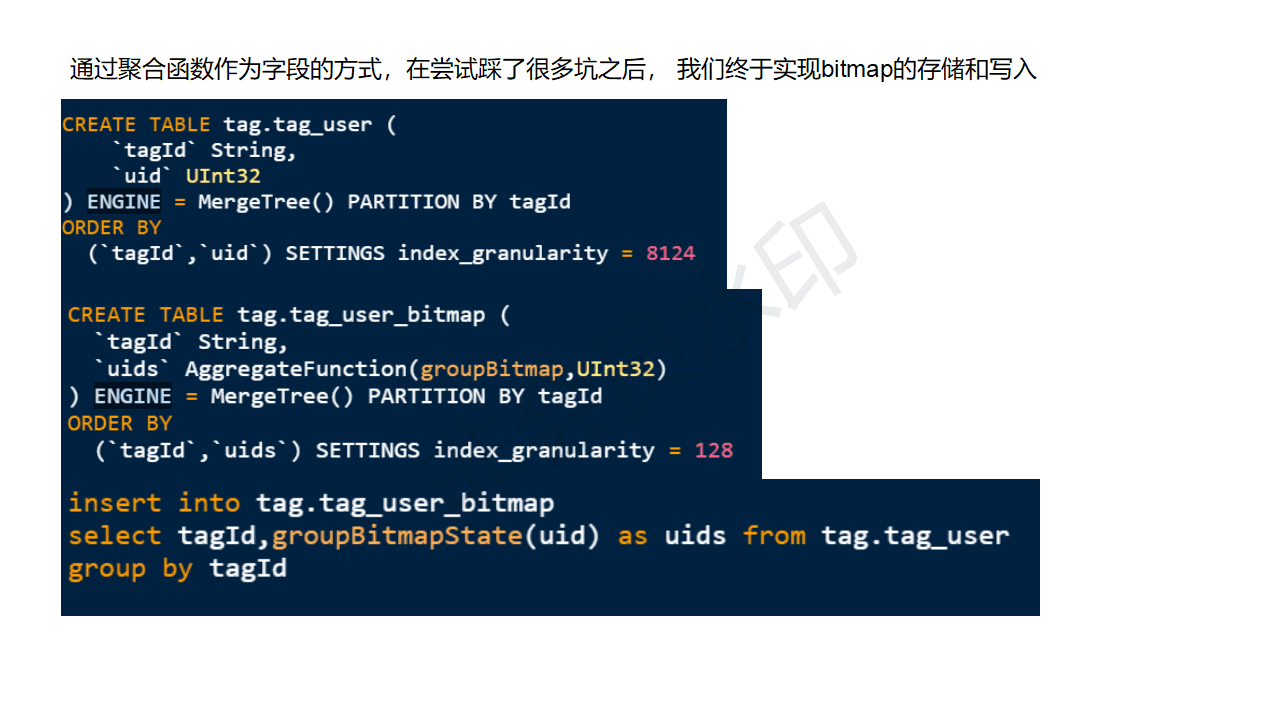 通过聚合函数作为字段的方式，在尝试踩了很多坑之后， 我们终于实现bitmap的存储和写入
CREATE TABLE tag.tag_user (
`tagId` String,
`uid` UInt32
) ENGINE = MergeTree() PARTITION BY tagId
ORDER BY
(`tagId`,`uid`) SETTINGS index_granularity = 8124
CREATE TABLE tag.tag_user_bitmap (
`tagId` String,
`uids` AggregateFunction(groupBitmap,UInt32)
) ENGINE = MergeTree() PARTITION BY tagId
ORDER BY
(`tagId`,`uids`) SETTINGS index_granularity = 128
insert into tag.tag_user_bitmap
select tagId,groupBitmapState(uid) as uids from tag.tag_user
group by tagId
非会员水印